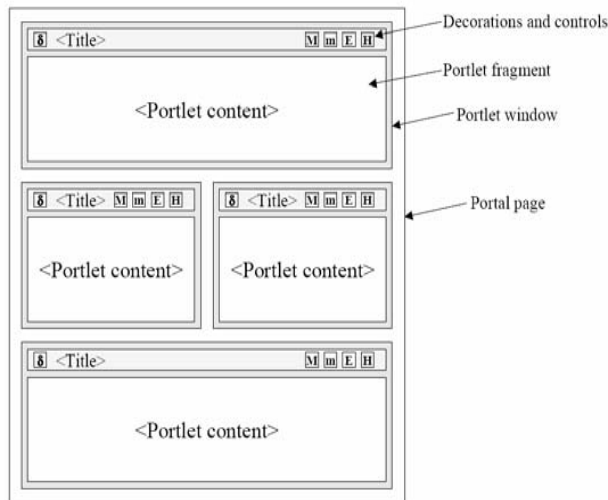 δ <Title> M m E H
<Portlet content>
δ <Title> M m E H
<Portlet content>
δ <Title> M m E H
<Portlet content>
δ <Title> M m E H
<Portlet content>
Decorations and controls
Portlet fragment
Portlet window
Portal page